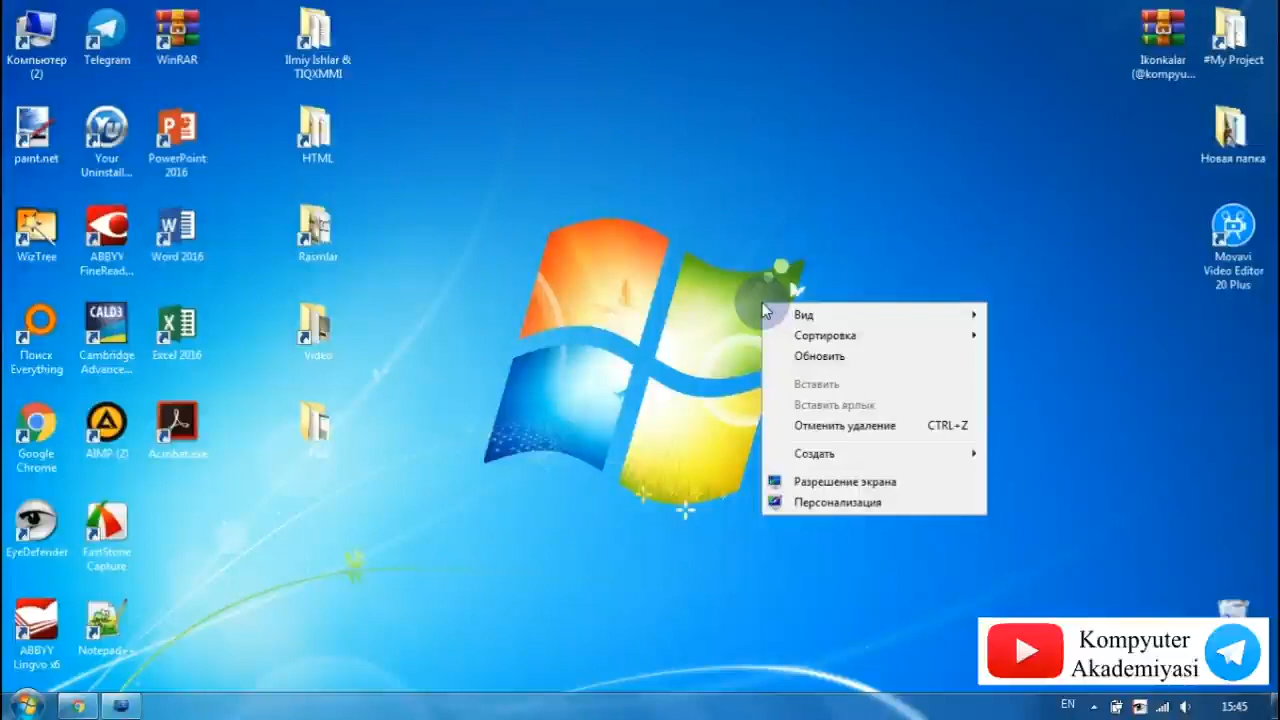 Компьютер
(2)
Telegram
WinRAR
Ilmiy Ishlar &
TIQXMMI
Ikonkalar
(@kompyu...
#My Project
paint.net
Your
Uninstall...
PowerPoint
2016
HTML
Новая папка
WizTree
ABBYY
FineRead,..
Word 2016
Rasmlar
Movavi
Video Editor
20 Plus
CALD3
Поиск
Everything
Cambridge
Advance...
Excel 2016
Video
Google
Chrome
AIMP (2)
Acrobat.exe
EyeDefender
FastStone
Capture
ABBYY
Lingvo x6
Notepad++
Вид
Сортировка
Обновить
Вставить
Вставить ярлык
Отменить удаление CTRL+Z
Создать
Разрешение экрана
Персонализация
Kompyuter
Akademiyasi
EN
15:45